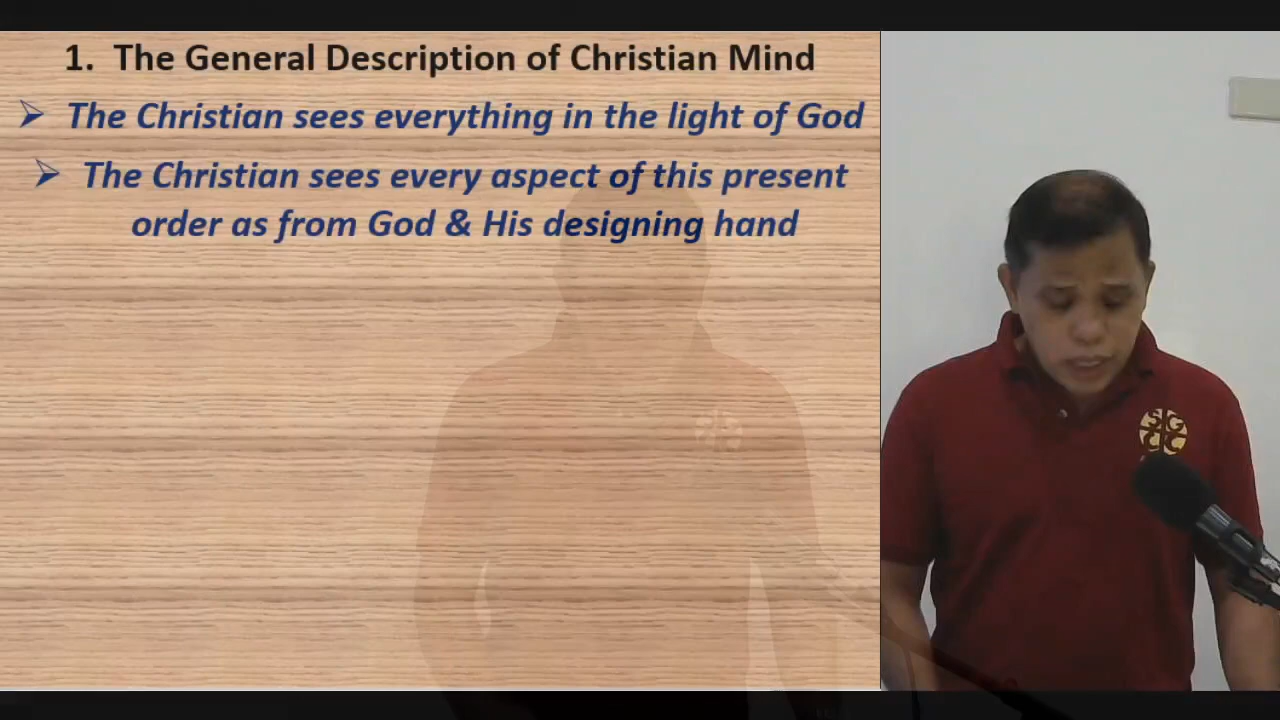 1. The General Description of Christian Mind
➢ The Christian sees everything in the light of God
➢ The Christian sees every aspect of this present
order as from God & His designing hand
S G
C C